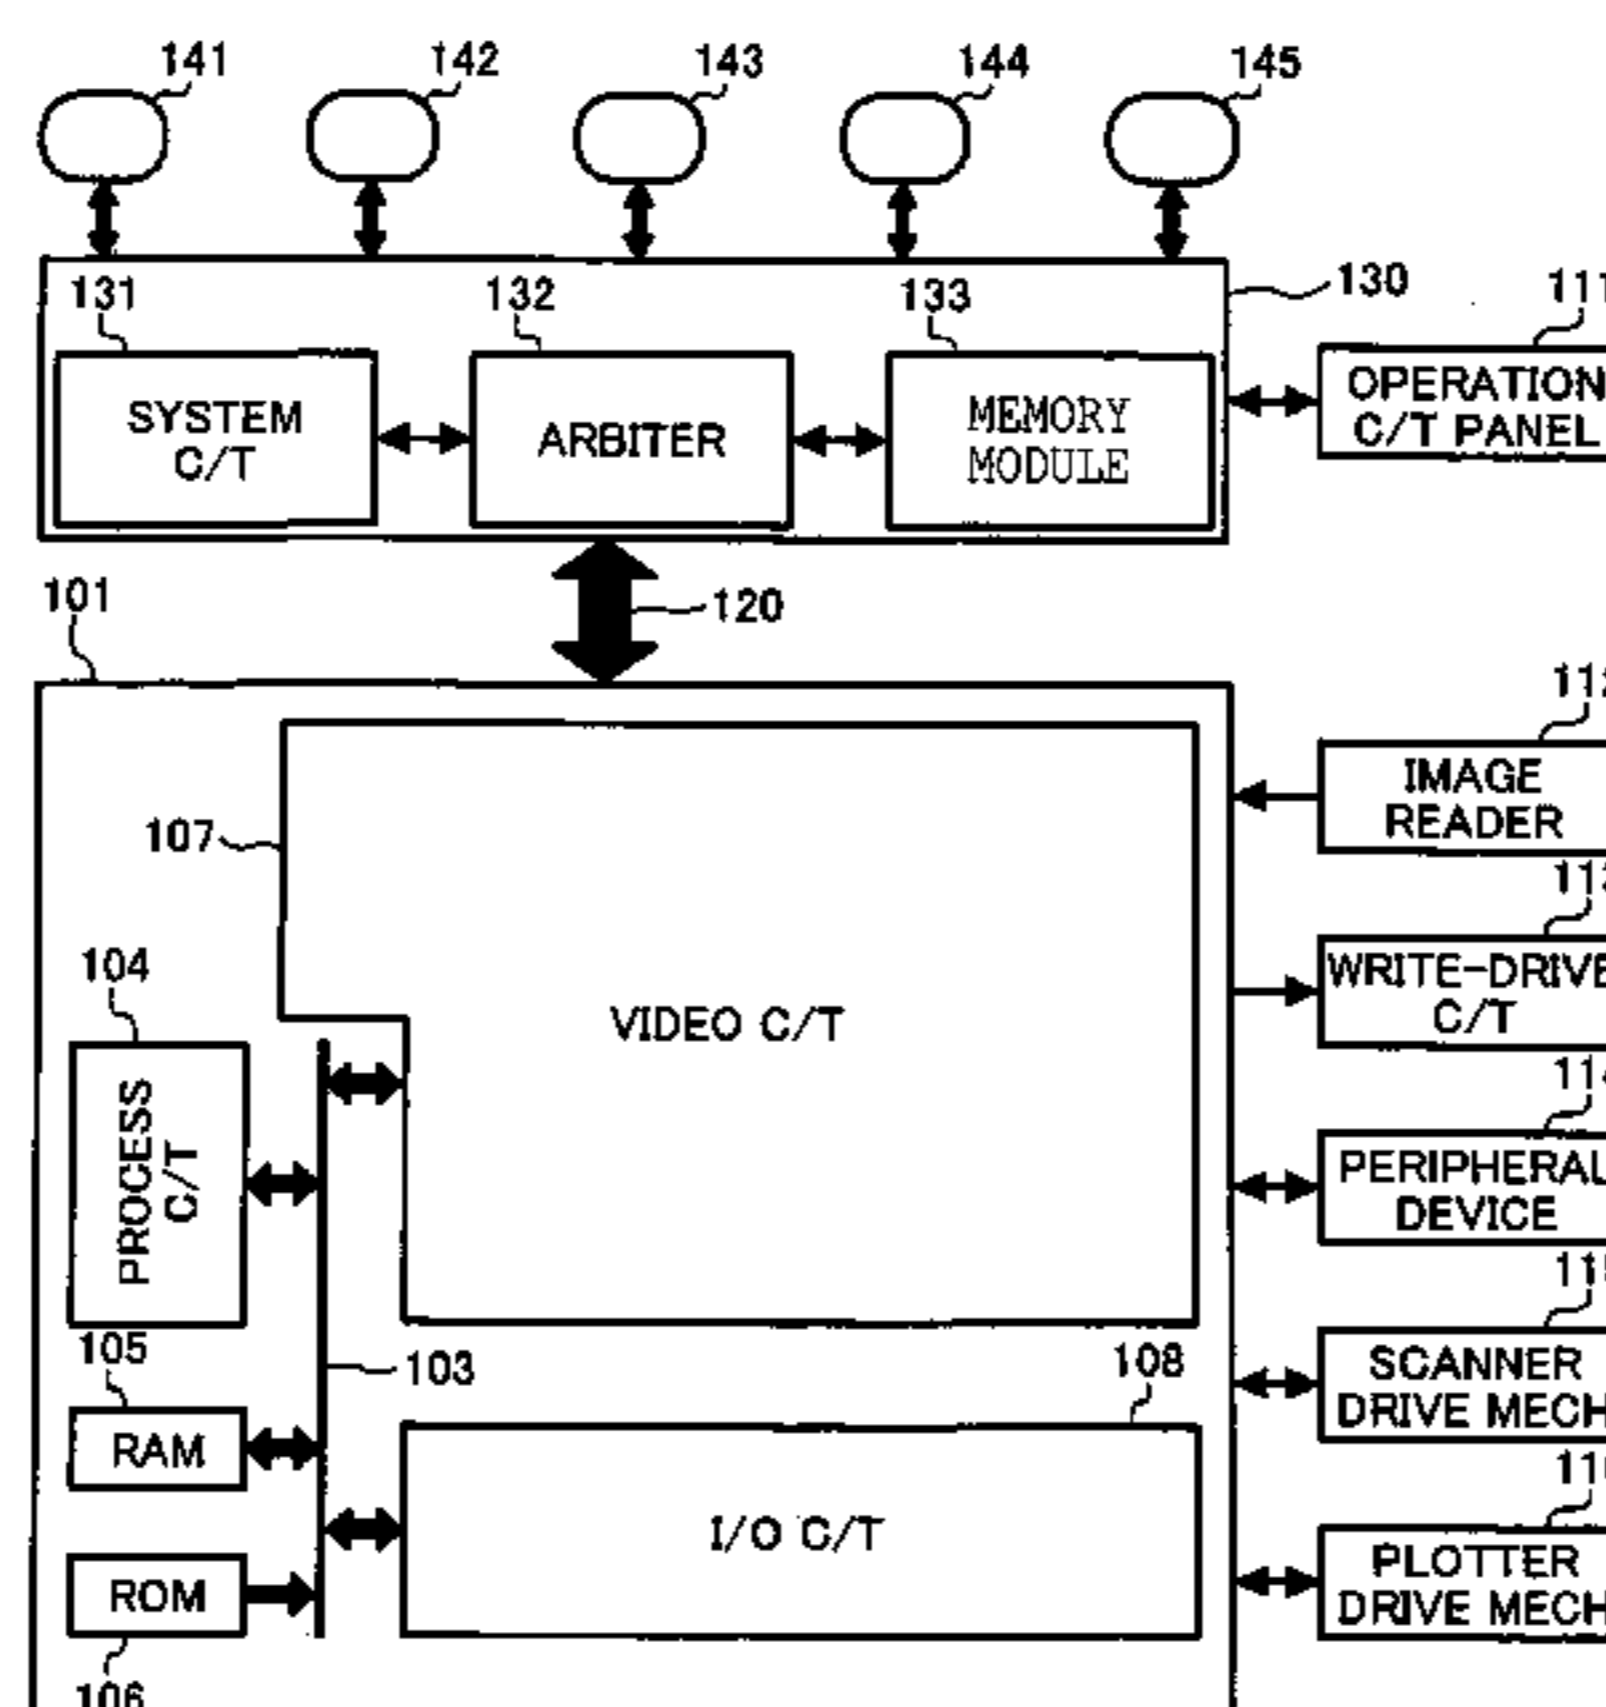 141 142 143 144 145
131 132 133 130
SYSTEM
C/T
ARBITER
MEMORY
MODULE
111
OPERATION
C/T PANEL
101
120
107
VIDEO C/T
104
PROCESS
C/T
105
RAM
103
108
I/O C/T
ROM
106
IMAGE
READER
WRITE-DRIVE
C/T
PERIPHERAL
DEVICE
SCANNER
DRIVE MECH
PLOTTER
DRIVE MECH